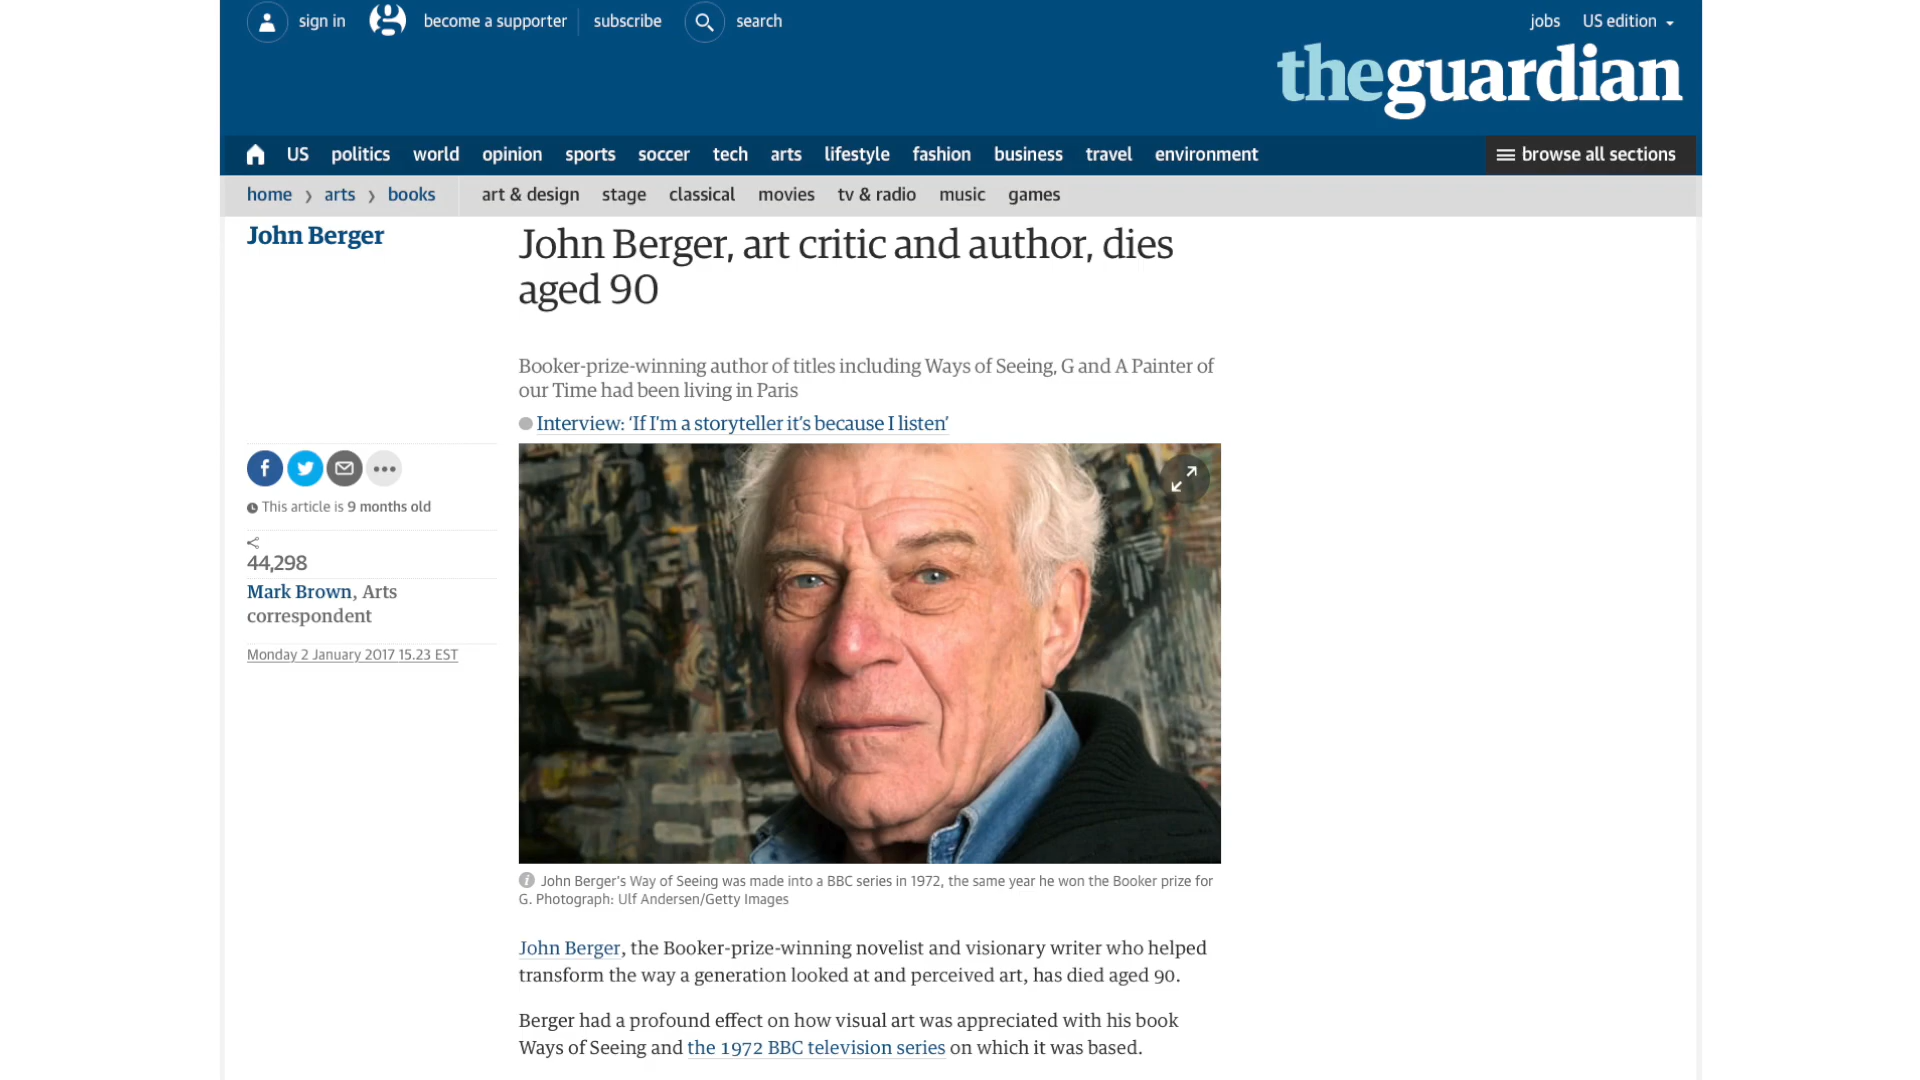 sign in
become a supporter
subscribe
search
jobs
US edition
theguardian
US politics world opinion sports soccer tech arts lifestyle fashion business travel environment
browse all sections
home arts books
art & design stage classical movies tv & radio music games
John Berger
John Berger, art critic and author, dies
aged 90
Booker-prize-winning author of titles including Ways of Seeing, G and A Painter of
our Time had been living in Paris
Interview: ‘If I’m a storyteller it’s because I listen’
This article is 9 months old
44,298
Mark Brown, Arts
correspondent
Monday 2 January 2017 15.23 EST
John Berger’s Way of Seeing was made into a BBC series in 1972, the same year he won the Booker prize for
G. Photograph: Ulf Andersen/Getty Images
John Berger, the Booker-prize-winning novelist and visionary writer who helped
transform the way a generation looked at and perceived art, has died aged 90.
Berger had a profound effect on how visual art was appreciated with his book
Ways of Seeing and the 1972 BBC television series on which it was based.